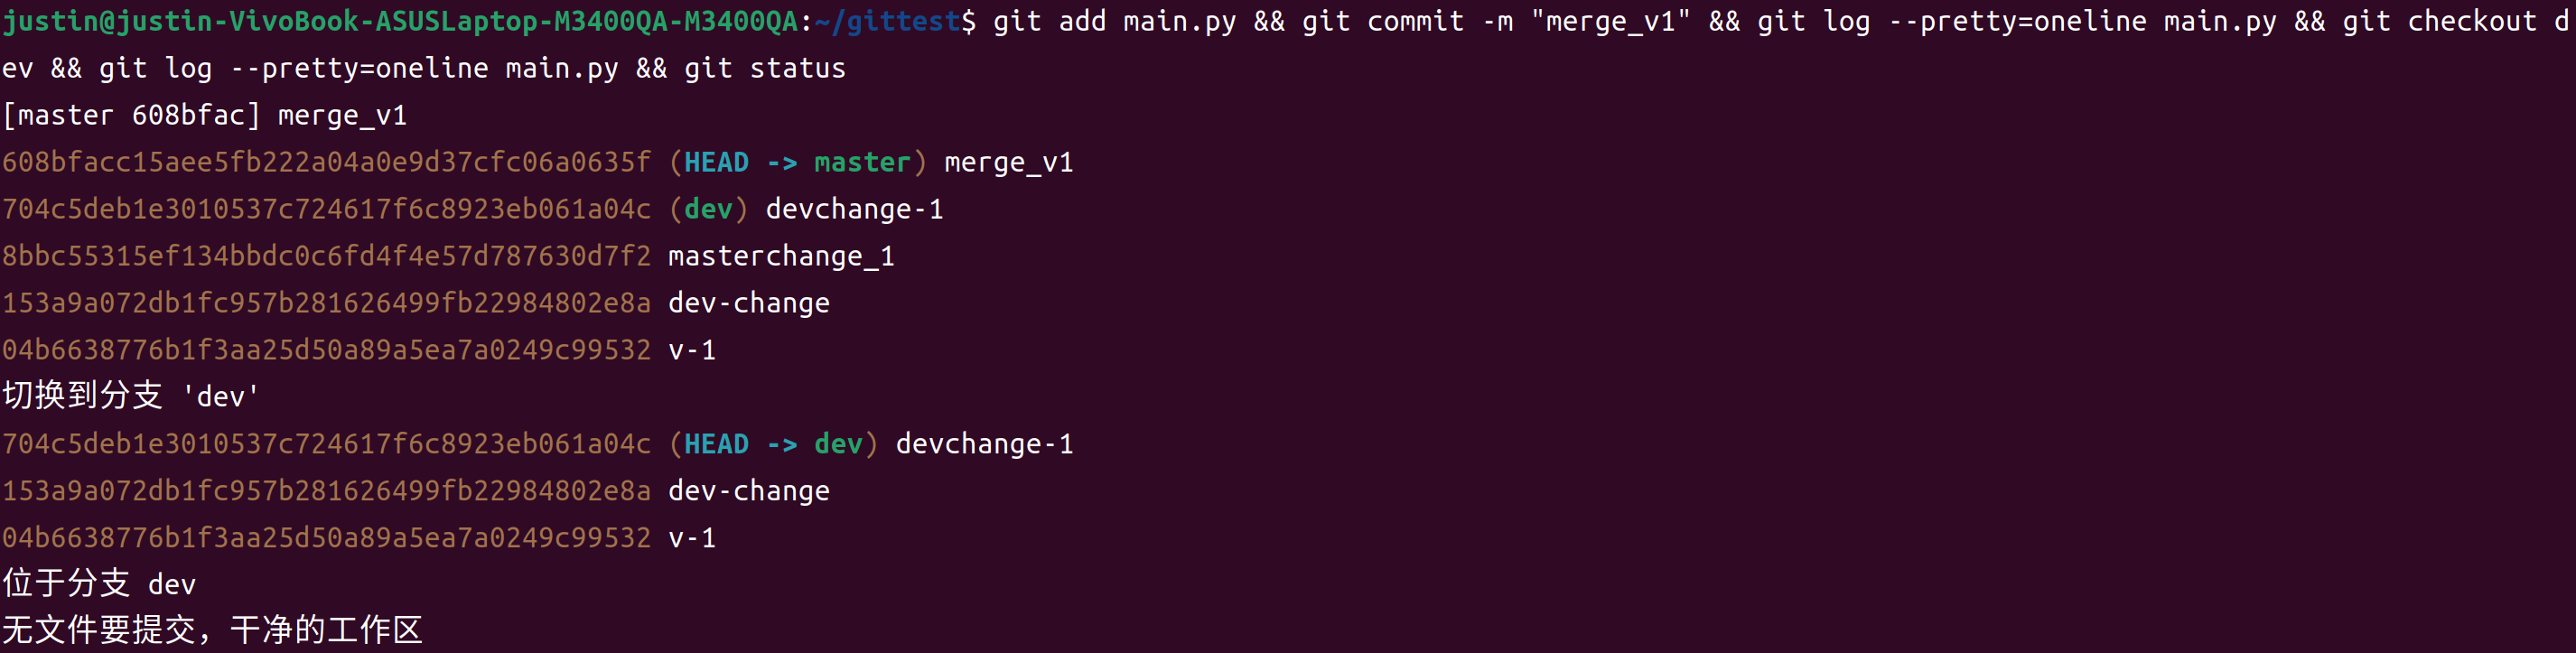 justin@justin-VivoBook-ASUSLaptop-M3400QA-M3400QA:~/gittest$ git add main.py && git commit -m "merge_v1" && git log --pretty=oneline main.py && git checkout d
ev && git log --pretty=oneline main.py && git status
[master 608bfac] merge_v1
608bfacc15aee5fb222a04a0e9d37cfc06a0635f (HEAD -> master) merge_v1
704c5deb1e3010537c724617f6c8923eb061a04c (dev) devchange-1
8bbc55315ef134bbdc0c6fd4f4e57d787630d7f2 masterchange_1
153a9a072db1fc957b281626499fb22984802e8a dev-change
04b6638776b1f3aa25d50a89a5ea7a0249c99532 v-1
切换到分支 'dev'
704c5deb1e3010537c724617f6c8923eb061a04c (HEAD -> dev) devchange-1
153a9a072db1fc957b281626499fb22984802e8a dev-change
04b6638776b1f3aa25d50a89a5ea7a0249c99532 v-1
位于分支 dev
无文件要提交，干净的工作区